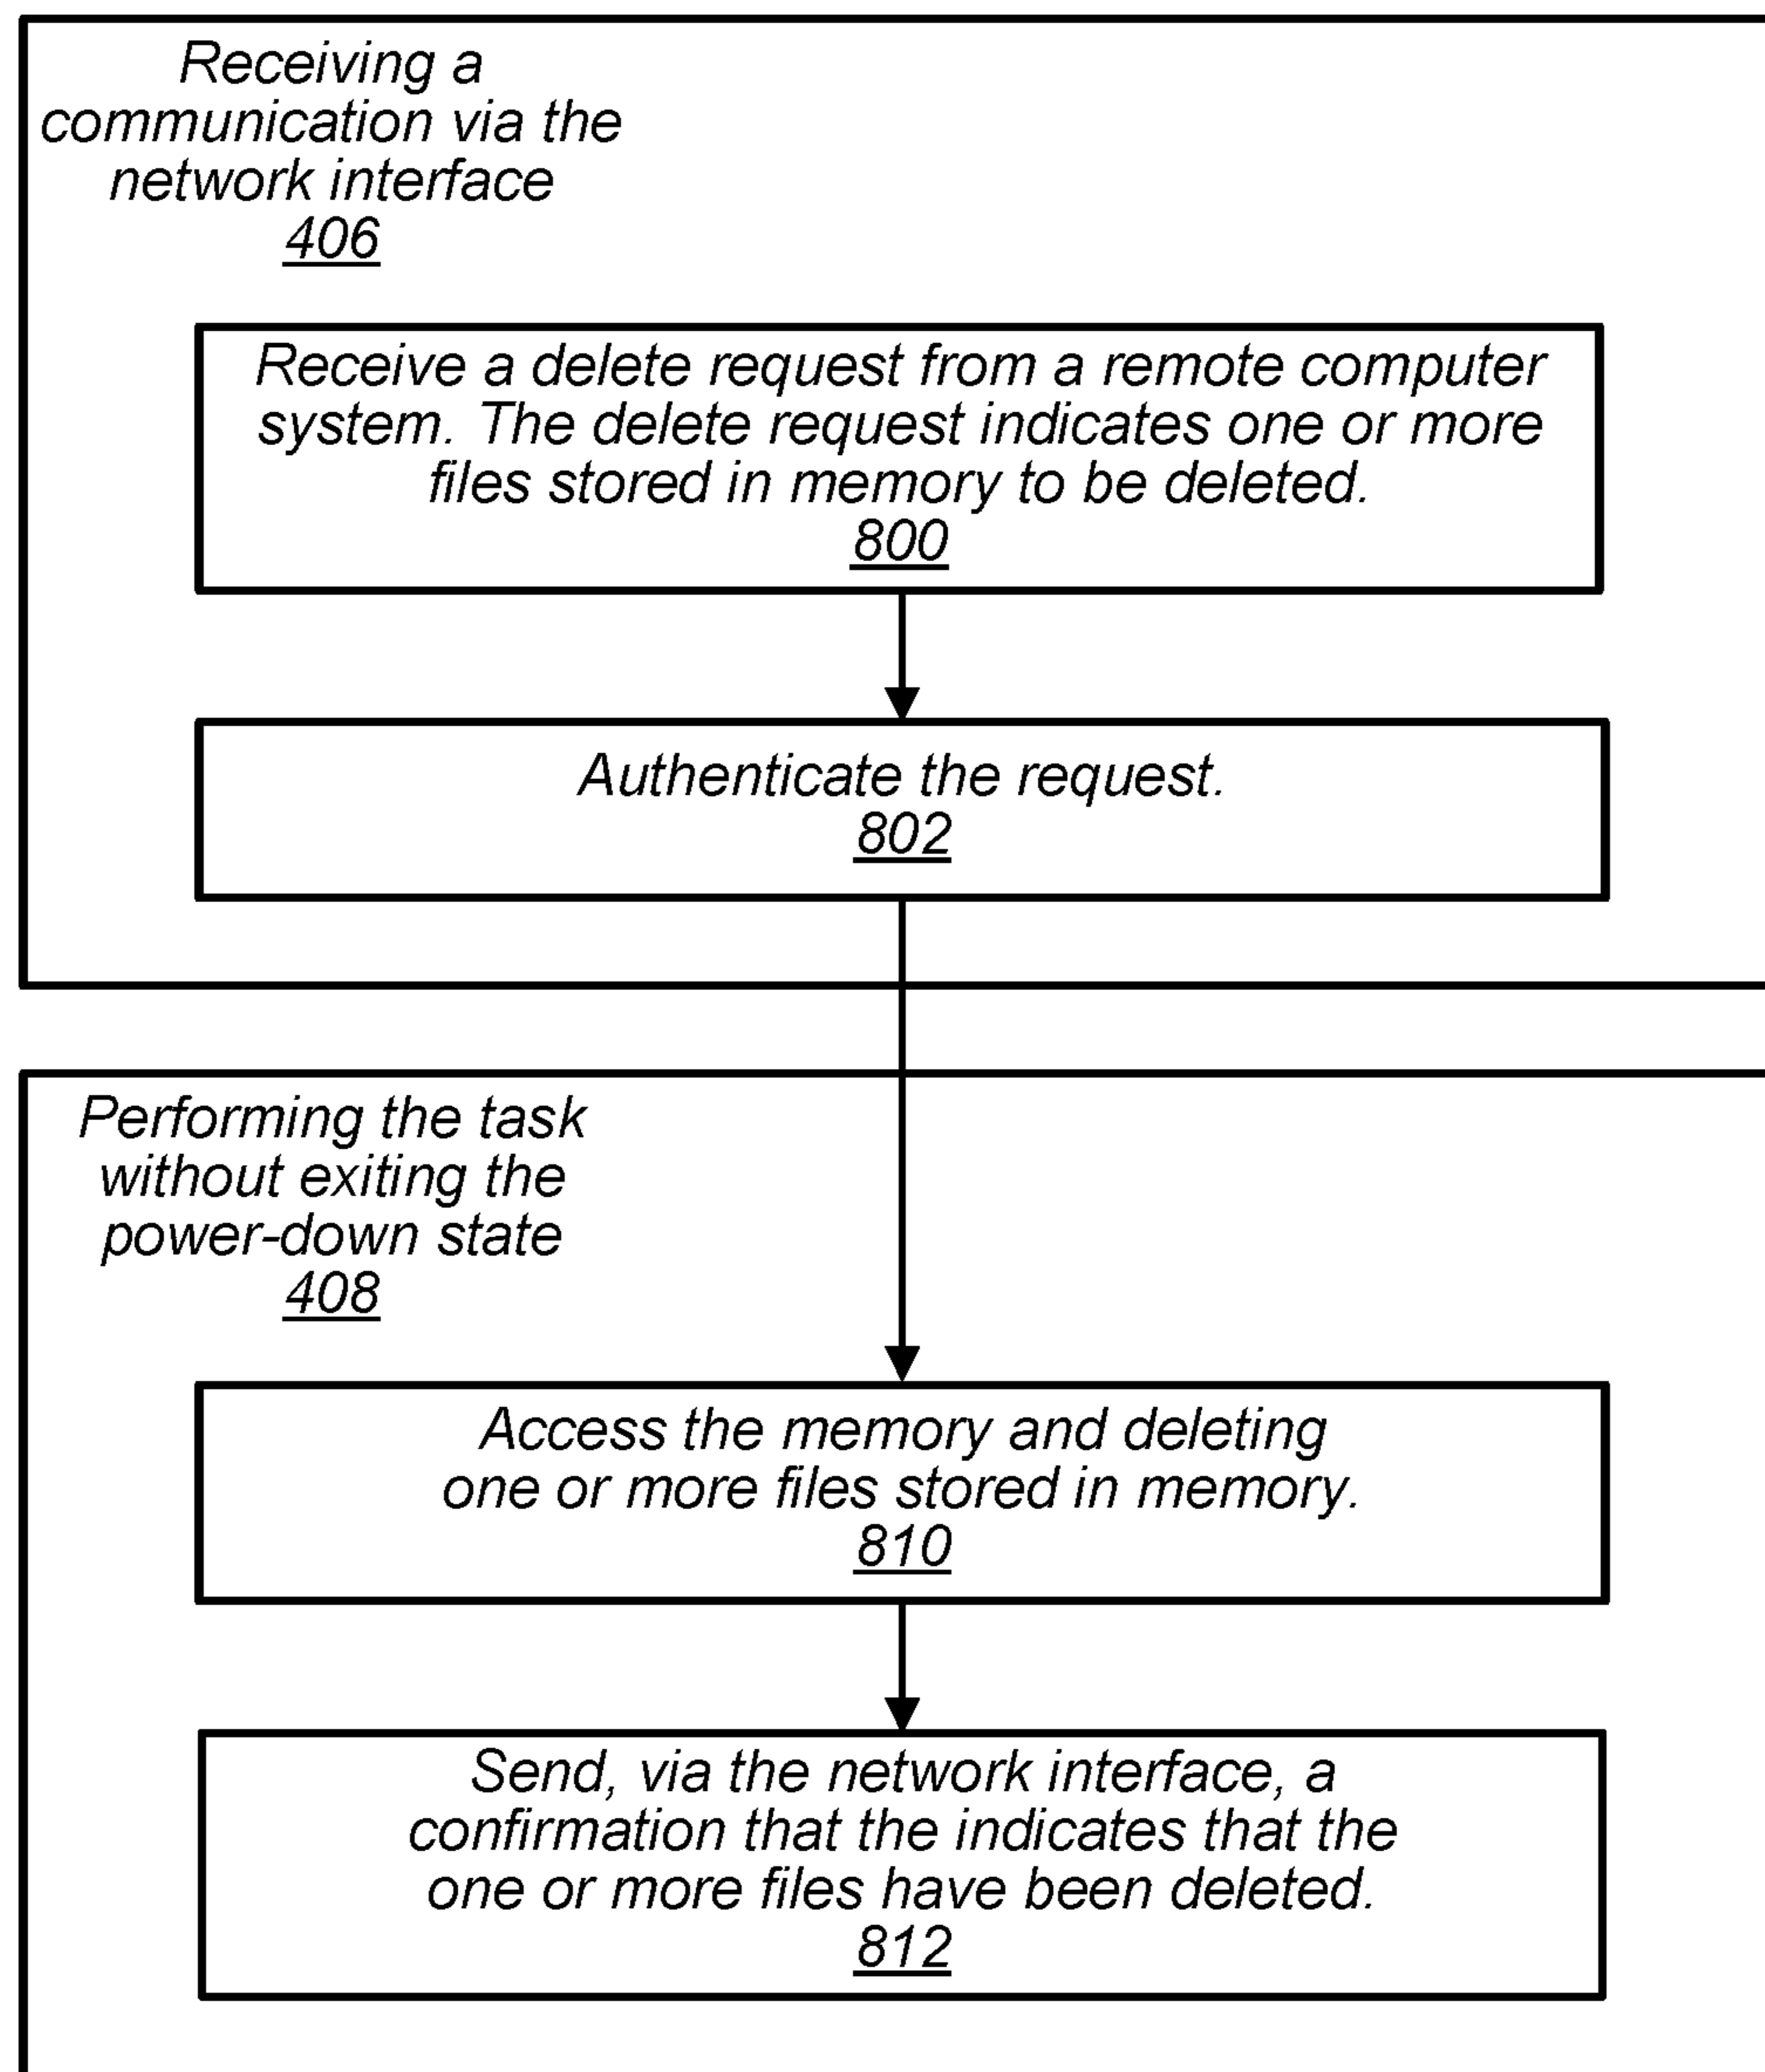 Receiving a
communication via the
network interface
406
Receive a delete request from a remote computer
system. The delete request indicates one or more
files stored in memory to be deleted.
800
Authenticate the request.
802
Performing the task
without exiting the
power-down state
408
Access the memory and deleting
one or more files stored in memory.
810
Send, via the network interface, a
confirmation that the indicates that the
one or more files have been deleted.
812